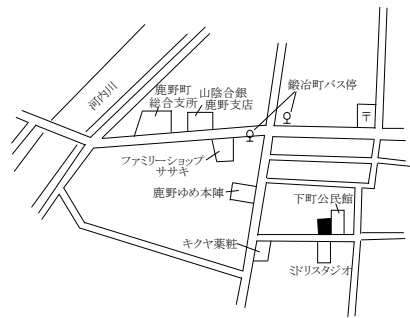 河内川
鹿野町
総合支所
山陰合銀
鹿野支店
鍛冶町バス停
〒
ファミリーショップ
ササキ
鹿野ゆめ本陣
下町公民館
キクヤ薬粧
ミドリスタジオ